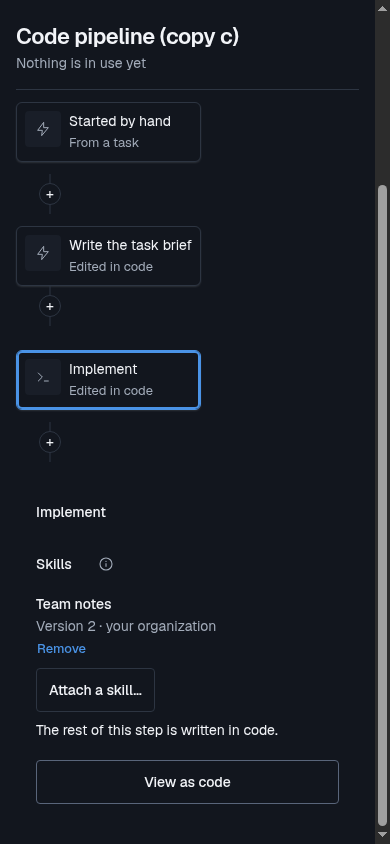 Code pipeline (copy c)
Nothing is in use yet
Started by hand
From a task
+
Write the task brief
Edited in code
+
Implement
Edited in code
+
Implement
Skills
Team notes
Version 2 · your organization
Remove
Attach a skill...
The rest of this step is written in code.
View as code